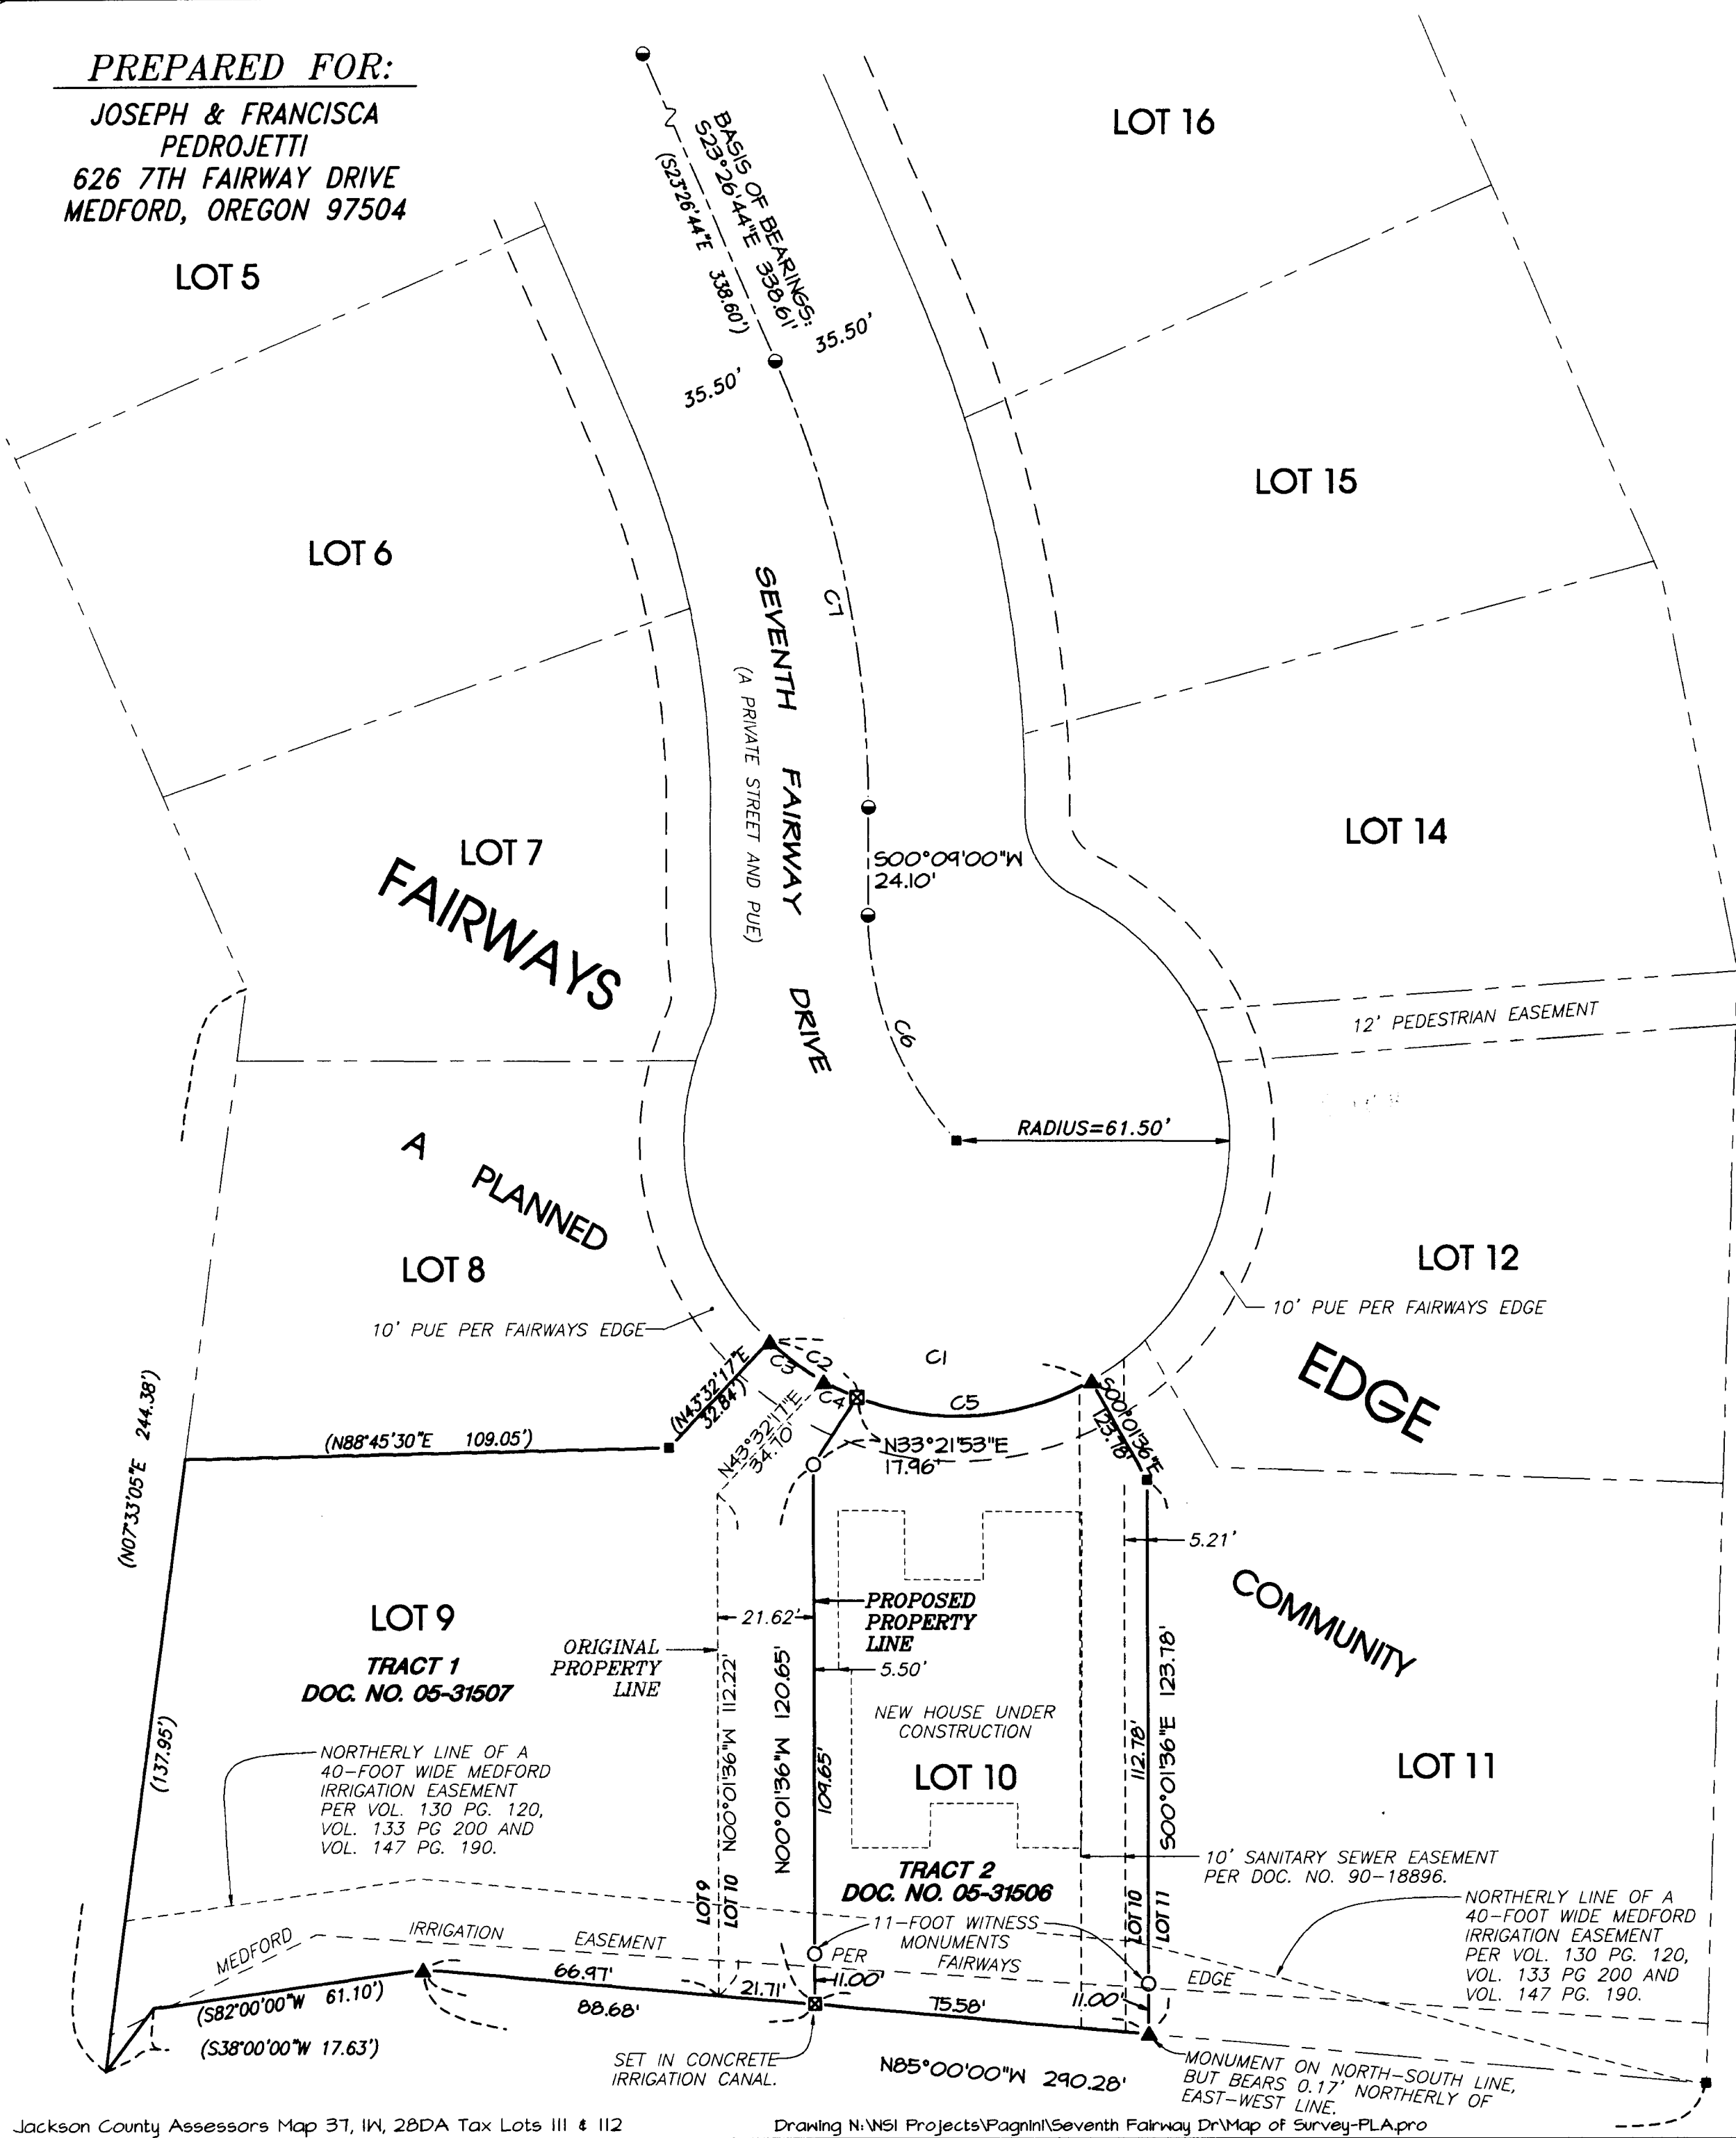 PREPARED FOR:
JOSEPH & FRANCISCA
PEDROJETTI
626 7TH FAIRWAY DRIVE
MEDFORD, OREGON 97504
BASIS OF BEARINGS:
S23°26'44"E 338.61'
(S23°26'44"E 338.60')
35.50'
35.50'
LOT 16
LOT 5
LOT 15
LOT 6
C7
SEVENTH FAIRWAY DRIVE
(A PRIVATE STREET AND PUE)
LOT 14
LOT 7
S00°09'00"W
24.10'
FAIRWAYS
C6
12' PEDESTRIAN EASEMENT
RADIUS=61.50'
A PLANNED
LOT 8
LOT 12
10' PUE PER FAIRWAYS EDGE
10' PUE PER FAIRWAYS EDGE
EDGE
C1
C2
C3
C4
C5
(N43°32'17"E
32.84')
N43°32'17"E
34.70'
N33°21'53"E
17.96'
S00°01'36"E
123.78'
(N88°45'30"E 109.05')
(N07°33'05"E 244.38')
5.21'
COMMUNITY
LOT 9
TRACT 1
DOC. NO. 05-31507
ORIGINAL
PROPERTY
LINE
21.62'
PROPOSED
PROPERTY
LINE
5.50'
N00°01'36"W 112.22'
N00°01'36"W 120.65'
109.65'
NEW HOUSE UNDER
CONSTRUCTION
LOT 10
112.78'
S00°01'36"E 123.78'
LOT 11
(137.95')
NORTHERLY LINE OF A
40-FOOT WIDE MEDFORD
IRRIGATION EASEMENT
PER VOL. 130 PG. 120,
VOL. 133 PG 200 AND
VOL. 147 PG. 190.
TRACT 2
DOC. NO. 05-31506
10' SANITARY SEWER EASEMENT
PER DOC. NO. 90-18896.
LOT 9
LOT 10
LOT 10
LOT 11
11-FOOT WITNESS
MONUMENTS
NORTHERLY LINE OF A
40-FOOT WIDE MEDFORD
IRRIGATION EASEMENT
PER VOL. 130 PG. 120,
VOL. 133 PG 200 AND
VOL. 147 PG. 190.
MEDFORD IRRIGATION EASEMENT PER FAIRWAYS EDGE
66.97'
21.71'
11.00'
88.68'
75.58'
11.00'
(S82°00'00"W 61.10')
(S38°00'00"W 17.63')
SET IN CONCRETE
IRRIGATION CANAL.
N85°00'00"W 290.28'
MONUMENT ON NORTH-SOUTH LINE,
BUT BEARS 0.17' NORTHERLY OF
EAST-WEST LINE.
Jackson County Assessors Map 37, 1W, 28DA Tax Lots 111 & 112
Drawing N:\NSI Projects\Pagnini\Seventh Fairway Dr\Map of Survey-PLA.pro